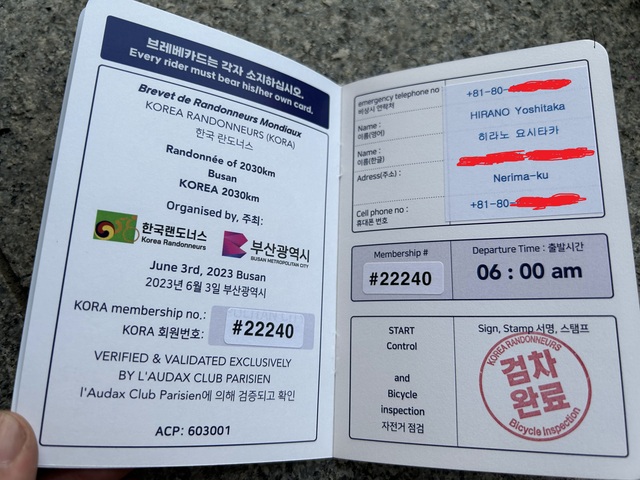 브레베카드는 각자 소지하십시오.
Every rider must bear his/her own card.
Brevet de Randonneurs Mondiaux
KOREA RANDONNEURS (KORA)
한국 란도너스
Randonnée of 2030km
Busan
KOREA 2030km
Organised by, 주최:
한국란도너스
Korea Randonneurs
부산광역시
BUSAN METROPOLITAN CITY
June 3rd, 2023 Busan
2023년 6월 3일 부산광역시
KORA membership no.:
KORA 회원번호:
#22240
VERIFIED & VALIDATED EXCLUSIVELY
BY L'AUDAX CLUB PARISIEN
l'Audax Club Parisien에 의해 검증되고 확인
ACP: 603001
emergency telephone no
비상시 연락처
+81-80-
Name :
이름(영어)
HIRANO Yoshitaka
Name :
이름(한글)
히라노 요시타카
Adress(주소) :
Nerima-ku
Cell phone no :
휴대폰 번호
+81-80-
Membership #
#22240
Departure Time : 출발시간
06 : 00 am
START
Control
and
Bicycle
inspection
자전거 점검
Sign, Stamp 서명, 스탬프
KOREA RANDONNEURS
검차
완료
Bicycle Inspection